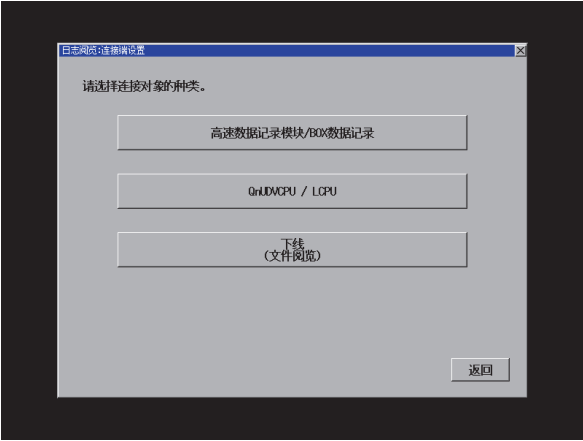 日志阅览:连接端设置
请选择连接对象的种类。
高速数据记录模块/BOX数据记录
QnUDVCPU / LCPU
下线
(文件阅览)
返回